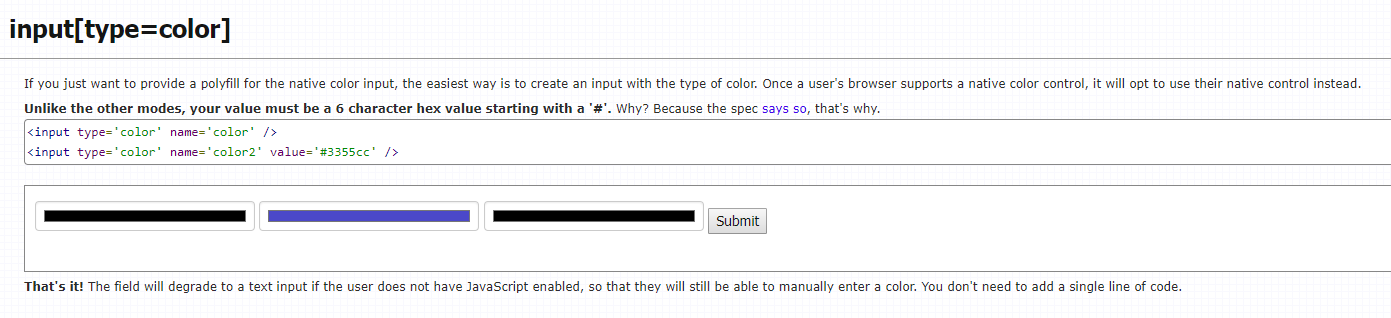 input[type=color]
If you just want to provide a polyfill for the native color input, the easiest way is to create an input with the type of color. Once a user's browser supports a native color control, it will opt to use their native control instead.
Unlike the other modes, your value must be a 6 character hex value starting with a '#'. Why? Because the spec says so, that's why.
<input type='color' name='color' />
<input type='color' name='color2' value='#3355cc' />
Submit
That's it! The field will degrade to a text input if the user does not have JavaScript enabled, so that they will still be able to manually enter a color. You don't need to add a single line of code.